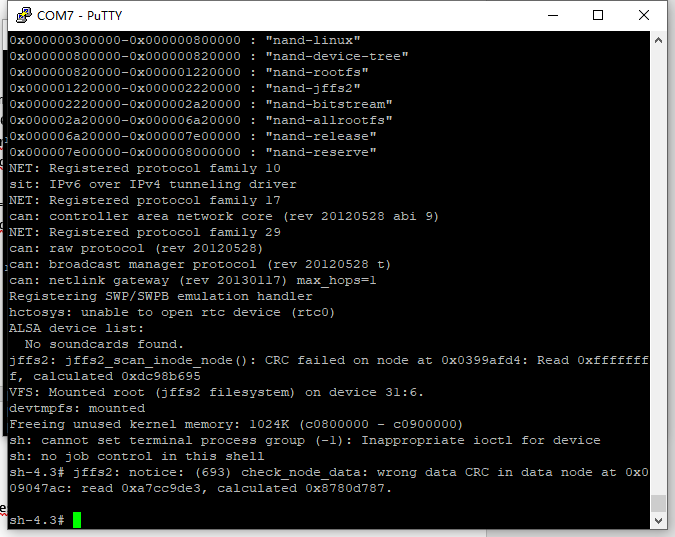 COM7 - PuTTY
0x000000300000-0x000000800000 : "nand-linux"
0x000000800000-0x000000820000 : "nand-device-tree"
0x000000820000-0x000001220000 : "nand-rootfs"
0x000001220000-0x000002220000 : "nand-jffs2"
0x000002220000-0x000002a20000 : "nand-bitstream"
0x000002a20000-0x000006a20000 : "nand-allrootfs"
0x000006a20000-0x000007e00000 : "nand-release"
0x000007e00000-0x000008000000 : "nand-reserve"
NET: Registered protocol family 10
sit: IPv6 over IPv4 tunneling driver
NET: Registered protocol family 17
can: controller area network core (rev 20120528 abi 9)
NET: Registered protocol family 29
can: raw protocol (rev 20120528)
can: broadcast manager protocol (rev 20120528 t)
can: netlink gateway (rev 20130117) max_hops=1
Registering SWP/SWPB emulation handler
hctosys: unable to open rtc device (rtc0)
ALSA device list:
  No soundcards found.
jffs2: jffs2_scan_inode_node(): CRC failed on node at 0x0399afd4: Read 0xfffffff
f, calculated 0xdc98b695
VFS: Mounted root (jffs2 filesystem) on device 31:6.
devtmpfs: mounted
Freeing unused kernel memory: 1024K (c0800000 - c0900000)
sh: cannot set terminal process group (-1): Inappropriate ioctl for device
sh: no job control in this shell
sh-4.3# jffs2: notice: (693) check_node_data: wrong data CRC in data node at 0x0
09047ac: read 0xa7cc9de3, calculated 0x8780d787.
sh-4.3#